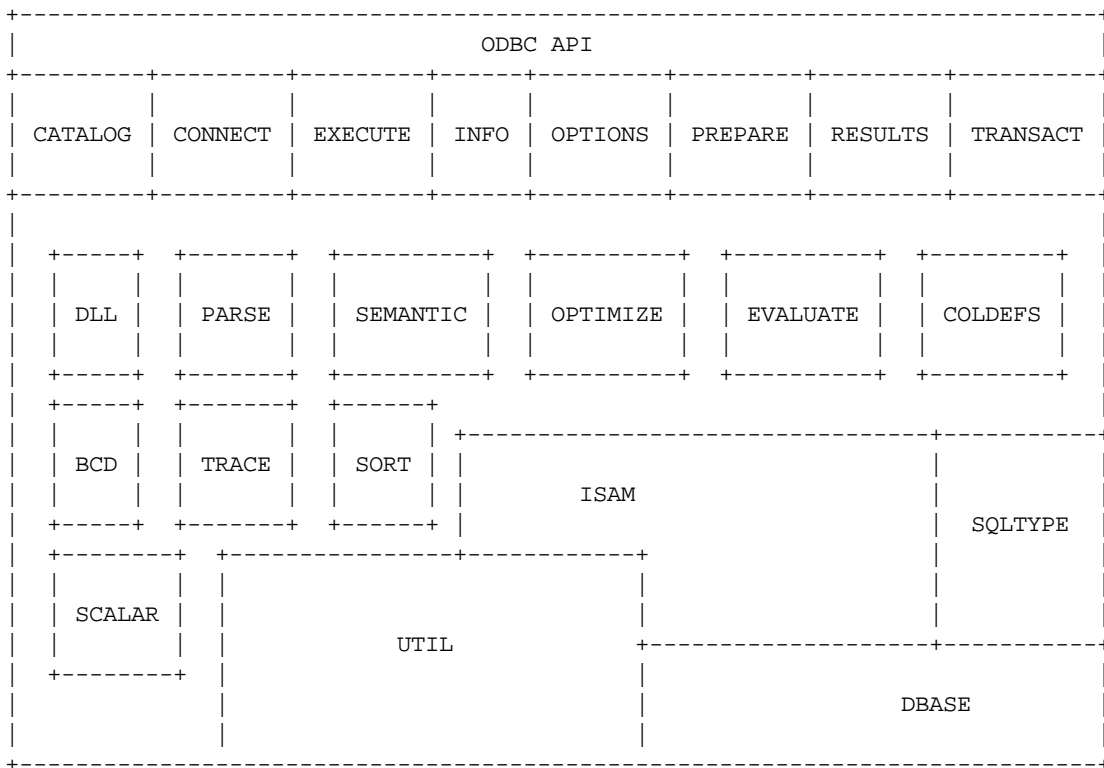 ODBC API
CATALOG CONNECT EXECUTE INFO OPTIONS PREPARE RESULTS TRANSACT
DLL PARSE SEMANTIC OPTIMIZE EVALUATE COLDEFS
BCD TRACE SORT
ISAM
SQLTYPE
SCALAR
UTIL
DBASE